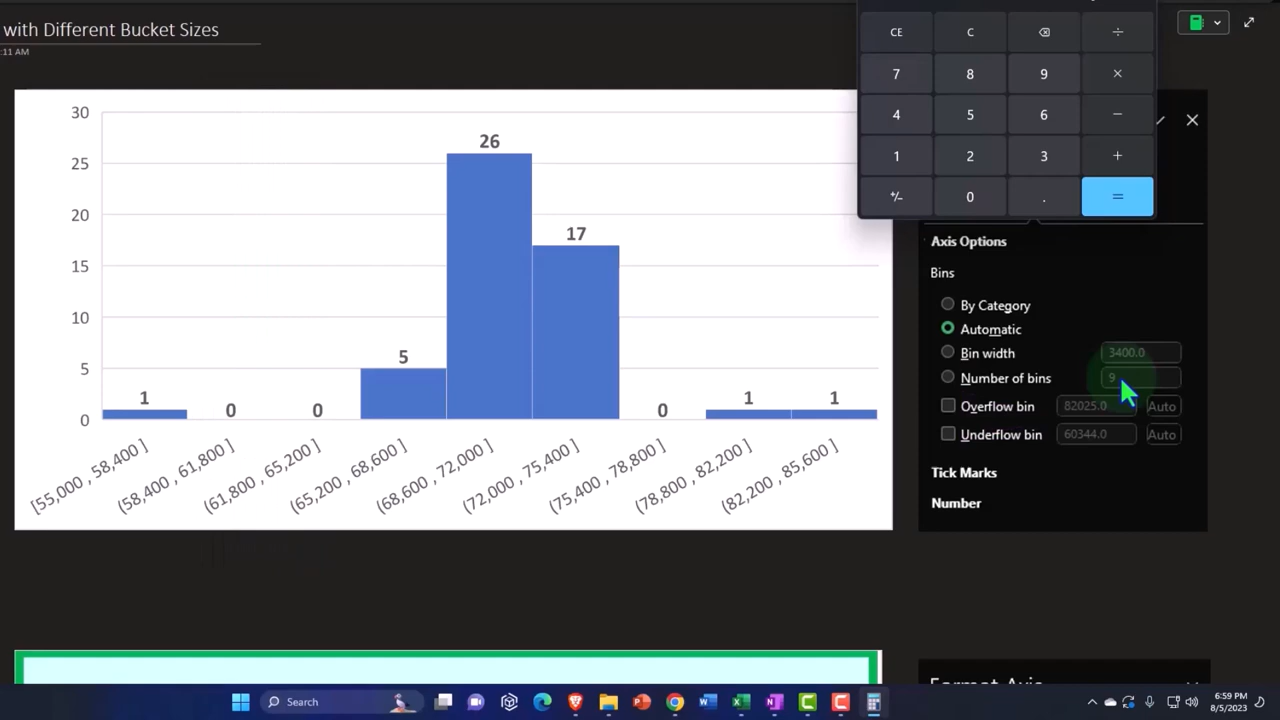 with Different Bucket Sizes
:11 AM
CE C ÷
7 8 9 ×
4 5 6 −
1 2 3 +
+/− 0 . =
30
25
20
15
10
5
0
1 0 0 5 26 17 0 1 1
[55,000 , 58,400 ]
(58,400 , 61,800 ]
(61,800 , 65,200 ]
(65,200 , 68,600 ]
(68,600 , 72,000 ]
(72,000 , 75,400 ]
(75,400 , 78,800 ]
(78,800 , 82,200 ]
(82,200 , 85,600 ]
Axis Options
Bins
By Category
Automatic
Bin width 3400.0
Number of bins 9
Overflow bin 82025.0 Auto
Underflow bin 60344.0 Auto
Tick Marks
Number
Format Axis
Search
6:59 PM
8/5/2023